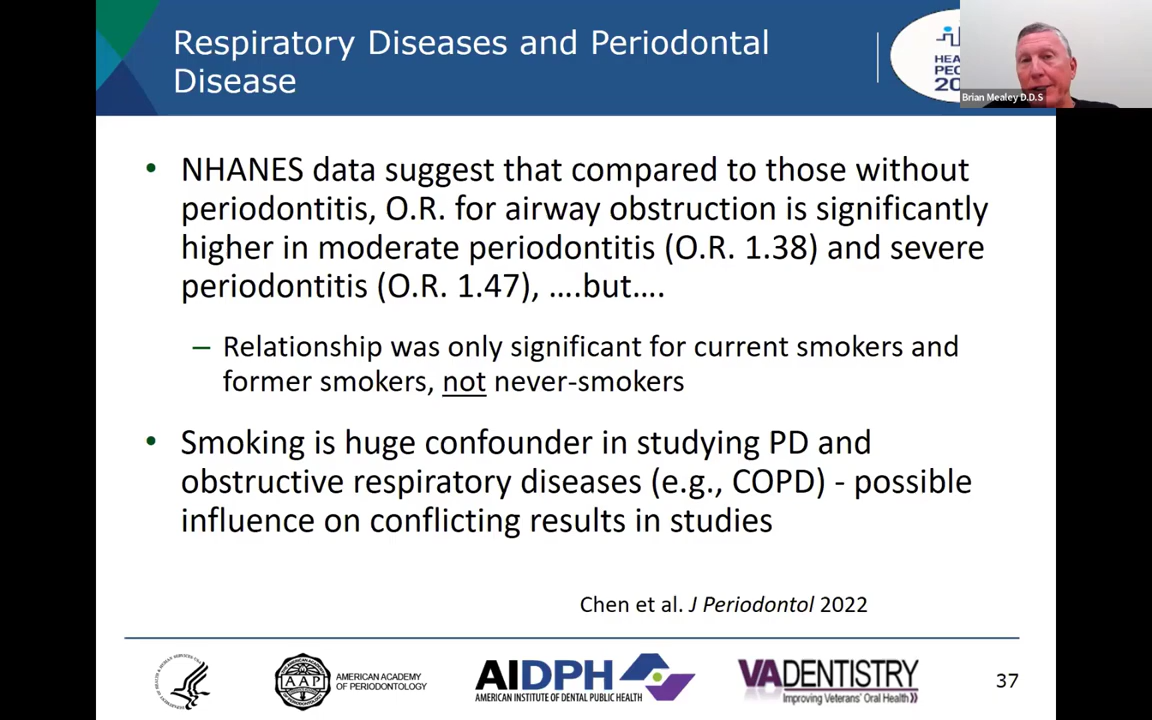 Respiratory Diseases and Periodontal
Disease
Brian Mealey D.D.S
• NHANES data suggest that compared to those without
periodontitis, O.R. for airway obstruction is significantly
higher in moderate periodontitis (O.R. 1.38) and severe
periodontitis (O.R. 1.47), ….but….
– Relationship was only significant for current smokers and
former smokers, not never-smokers
• Smoking is huge confounder in studying PD and
obstructive respiratory diseases (e.g., COPD) - possible
influence on conflicting results in studies
Chen et al. J Periodontol 2022
AAP
AMERICAN ACADEMY
OF PERIODONTOLOGY
AIDPH
AMERICAN INSTITUTE OF DENTAL PUBLIC HEALTH
VADENTISTRY
Improving Veterans' Oral Health
37